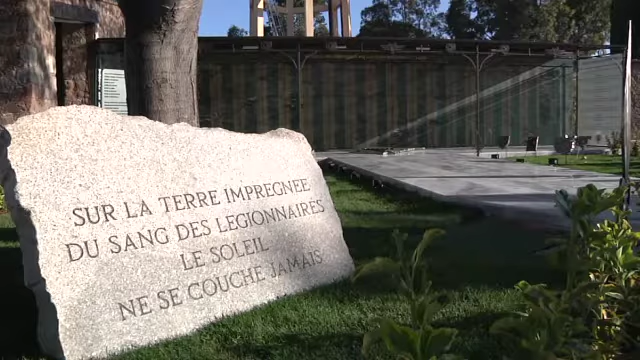 SUR LA TERRE IMPREGNEE
DU SANG DES LEGIONNAIRES
LE SOLEIL
NE SE COUCHE JAMAIS